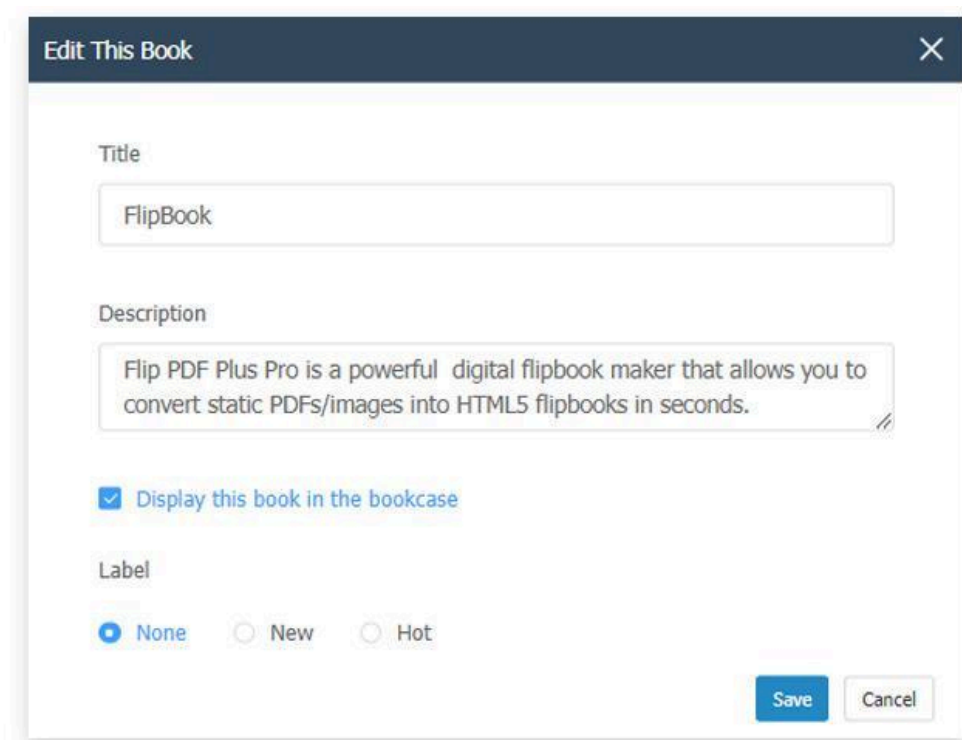 Edit This Book
Title
FlipBook
Description
Flip PDF Plus Pro is a powerful  digital flipbook maker that allows you to
convert static PDFs/images into HTML5 flipbooks in seconds.
Display this book in the bookcase
Label
None New Hot
Save Cancel